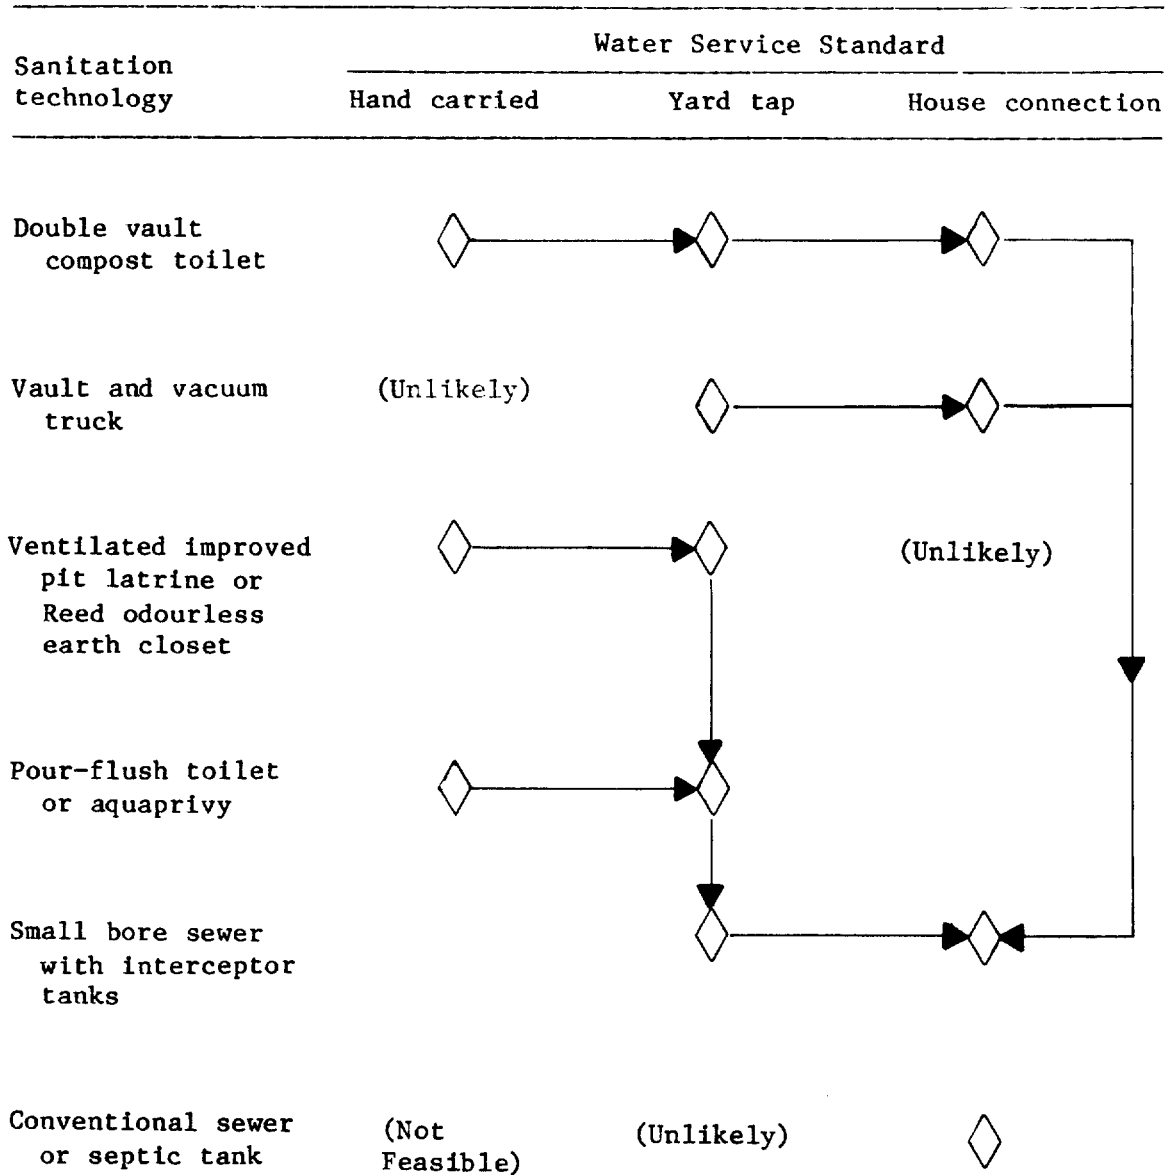 Water Service Standard
Sanitation
technology
Hand carried Yard tap House connection
Double vault
compost toilet
Vault and vacuum
truck
(Unlikely)
Ventilated improved
pit latrine or
Reed odourless
earth closet
(Unlikely)
Pour-flush toilet
or aquaprivy
Small bore sewer
with interceptor
tanks
Conventional sewer
or septic tank
(Not
Feasible)
(Unlikely)